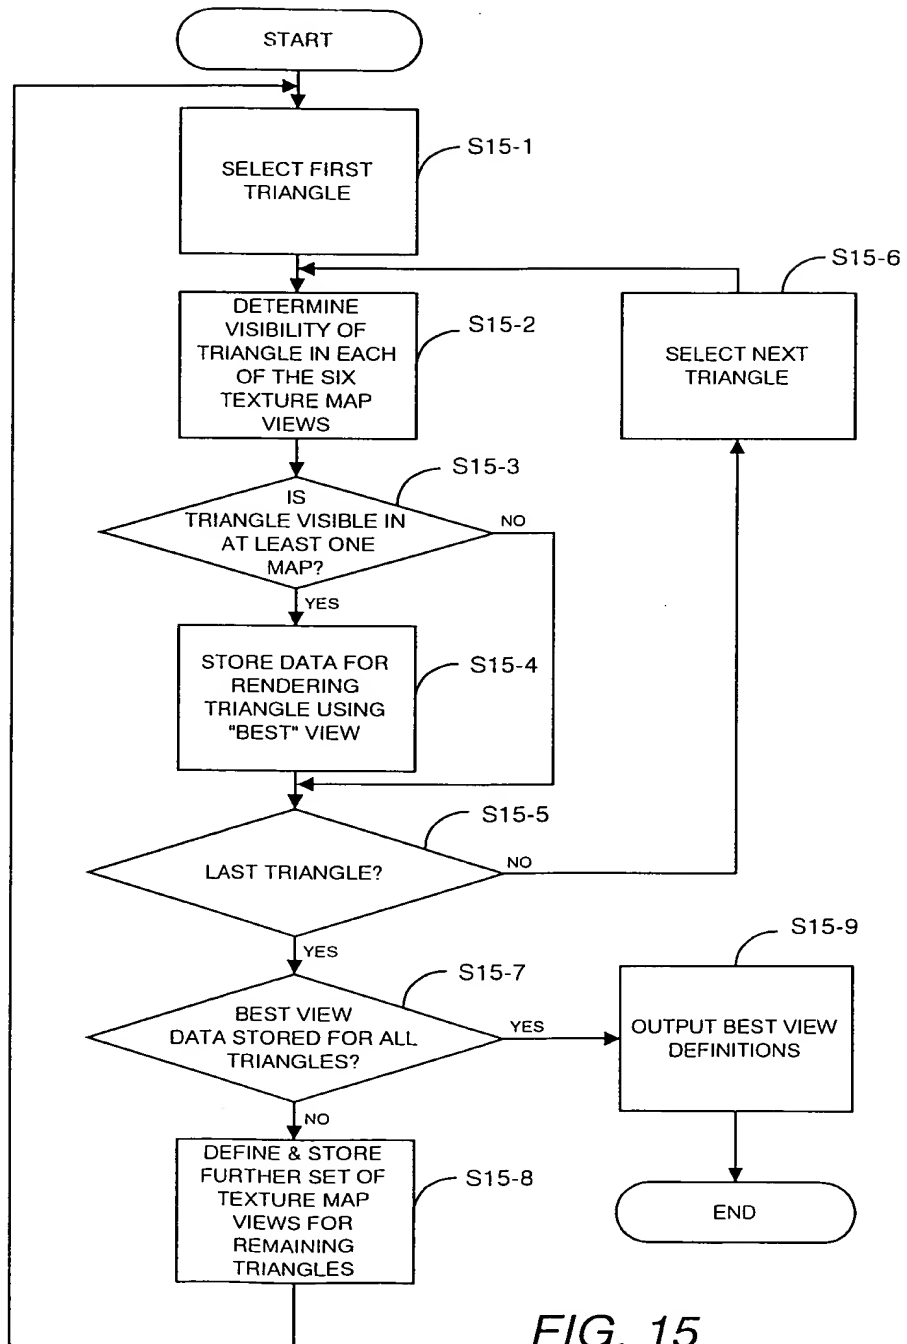 START
S15-1
SELECT FIRST
TRIANGLE
S15-6
SELECT NEXT
TRIANGLE
S15-2
DETERMINE
VISIBILITY OF
TRIANGLE IN EACH
OF THE SIX
TEXTURE MAP
VIEWS
S15-3
IS
TRIANGLE VISIBLE IN
AT LEAST ONE
MAP?
NO
YES
S15-4
STORE DATA FOR
RENDERING
TRIANGLE USING
"BEST" VIEW
S15-5
LAST TRIANGLE?
NO
YES
S15-7
BEST VIEW
DATA STORED FOR ALL
TRIANGLES?
YES
NO
S15-9
OUTPUT BEST VIEW
DEFINITIONS
S15-8
DEFINE & STORE
FURTHER SET OF
TEXTURE MAP
VIEWS FOR
REMAINING
TRIANGLES
END
FIG. 15